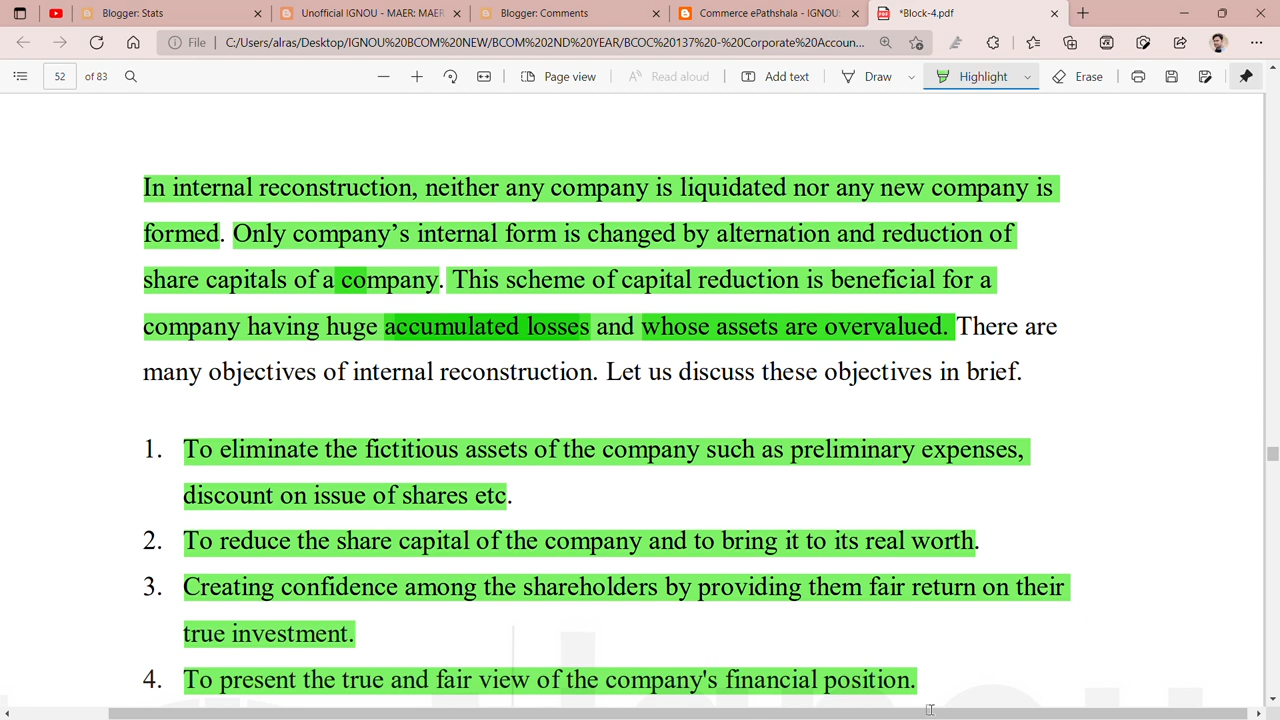 Blogger: Stats
Unofficial IGNOU - MAER: MAER
Blogger: Comments
Commerce ePathshala - IGNOU
*Block-4.pdf
File
C:/Users/alras/Desktop/IGNOU%20BCOM%20NEW/BCOM%202ND%20YEAR/BCOC%20137%20-%20Corporate%20Accoun...
52 of 83
Page view
Read aloud
Add text
Draw
Highlight
Erase
In internal reconstruction, neither any company is liquidated nor any new company is
formed. Only company’s internal form is changed by alternation and reduction of
share capitals of a company. This scheme of capital reduction is beneficial for a
company having huge accumulated losses and whose assets are overvalued. There are
many objectives of internal reconstruction. Let us discuss these objectives in brief.
1. To eliminate the fictitious assets of the company such as preliminary expenses,
discount on issue of shares etc.
2. To reduce the share capital of the company and to bring it to its real worth.
3. Creating confidence among the shareholders by providing them fair return on their
true investment.
4. To present the true and fair view of the company's financial position.